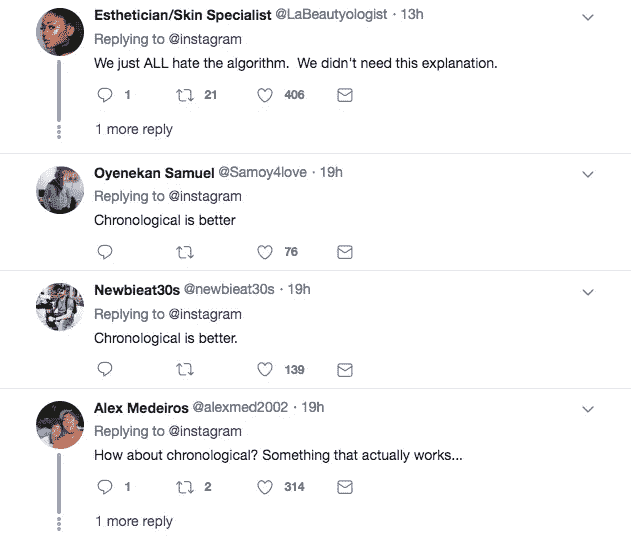 Esthetician/Skin Specialist @LaBeautyologist · 13h
Replying to @instagram
We just ALL hate the algorithm. We didn't need this explanation.
1 21 406
1 more reply
Oyenekan Samuel @Samoy4love · 19h
Replying to @instagram
Chronological is better
76
Newbieat30s @newbieat30s · 19h
Replying to @instagram
Chronological is better.
139
Alex Medeiros @alexmed2002 · 19h
Replying to @instagram
How about chronological? Something that actually works...
1 2 314
1 more reply